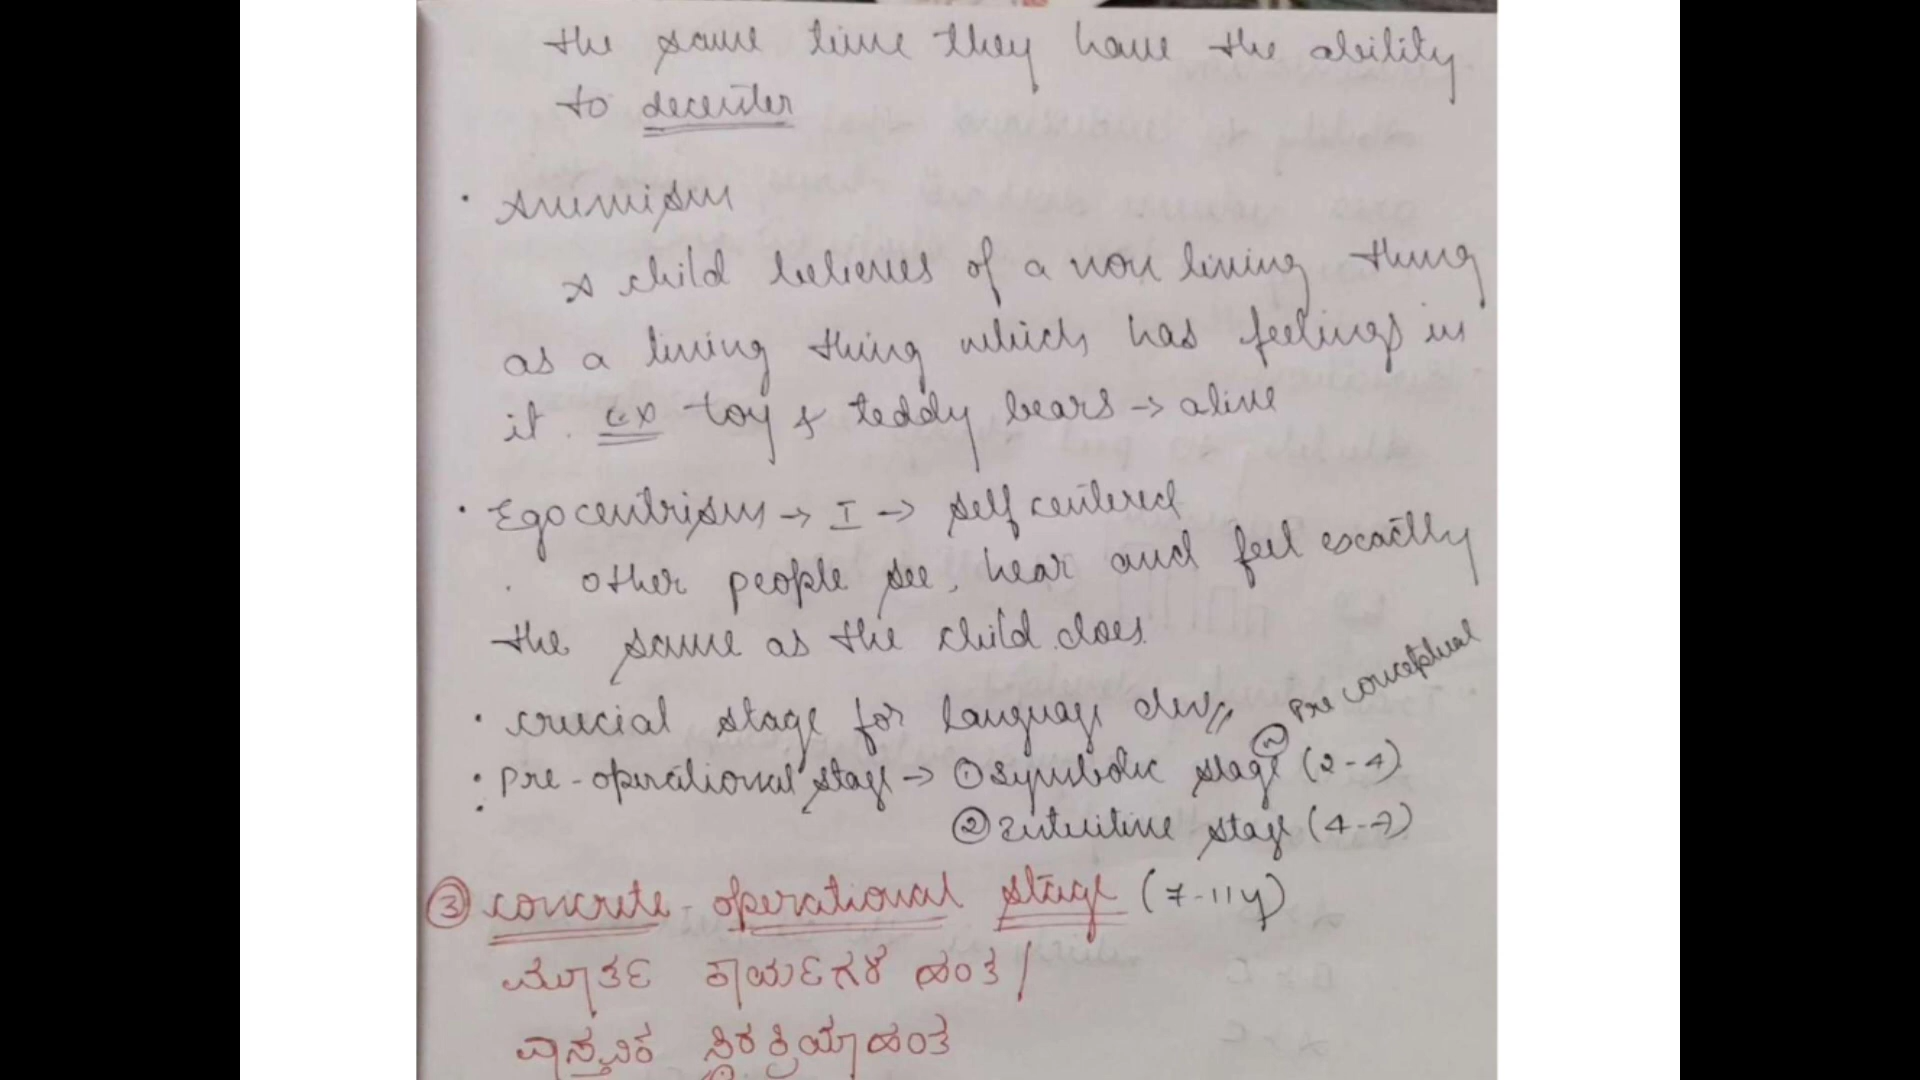 the same time they have the ability
to decenter
• Animism
A child believes of a non living thing
as a living thing which has feelings in
it. ex toy & teddy bears → alive
• Egocentrism → I → self centered
. other people see, hear and feel exactly
the same as the child does.
• crucial stage for language dev//
pre conceptual
• pre-operational stage → ① symbolic stage (2-4)
② Intuitive stage (4-7)
③ concrete-operational stage (7-11y)
ಮೂರ್ತ ಕಾರ್ಯಗಳ ಹಂತ /
ವಾಸ್ತವಿಕ ಹಂತ